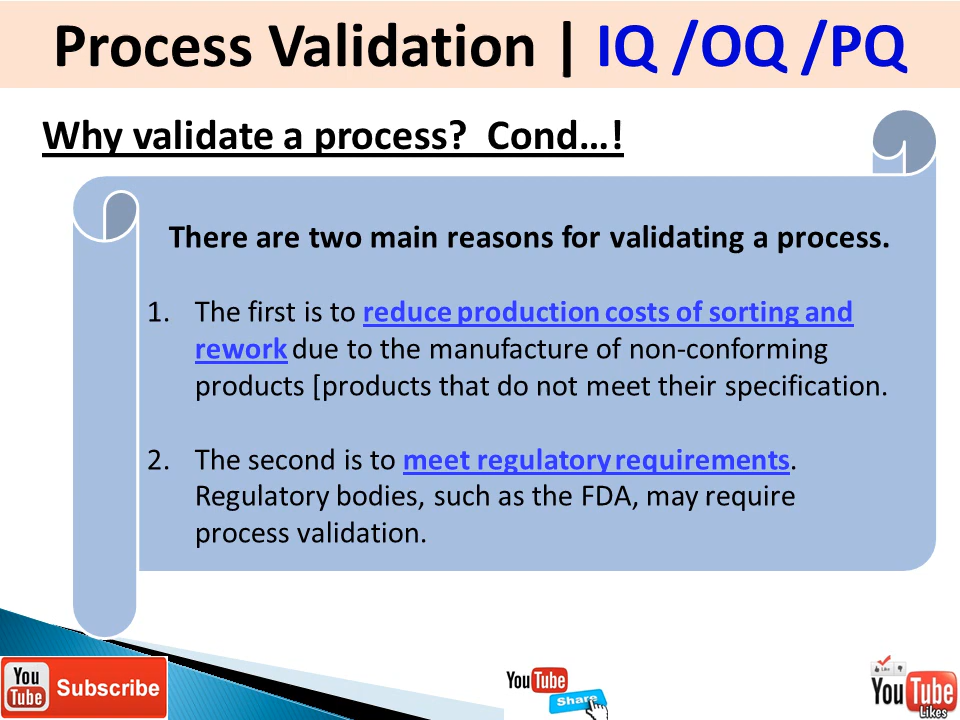 Process Validation | IQ /OQ /PQ
Why validate a process?  Cond...!
There are two main reasons for validating a process.
1. The first is to reduce production costs of sorting and
rework due to the manufacture of non-conforming
products [products that do not meet their specification.
2. The second is to meet regulatory requirements.
Regulatory bodies, such as the FDA, may require
process validation.
You
Tube
Subscribe
YouTube
Share
Like
YouTube
Likes